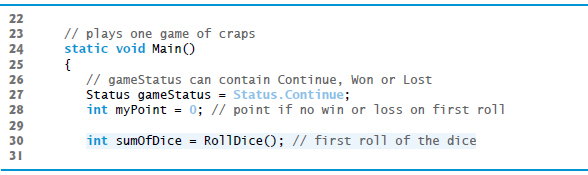 22
23 // plays one game of craps
24 static void Main()
25 {
26 // gameStatus can contain Continue, Won or Lost
27 Status gameStatus = Status.Continue;
28 int myPoint = 0; // point if no win or loss on first roll
29
30 int sumOfDice = RollDice(); // first roll of the dice
31